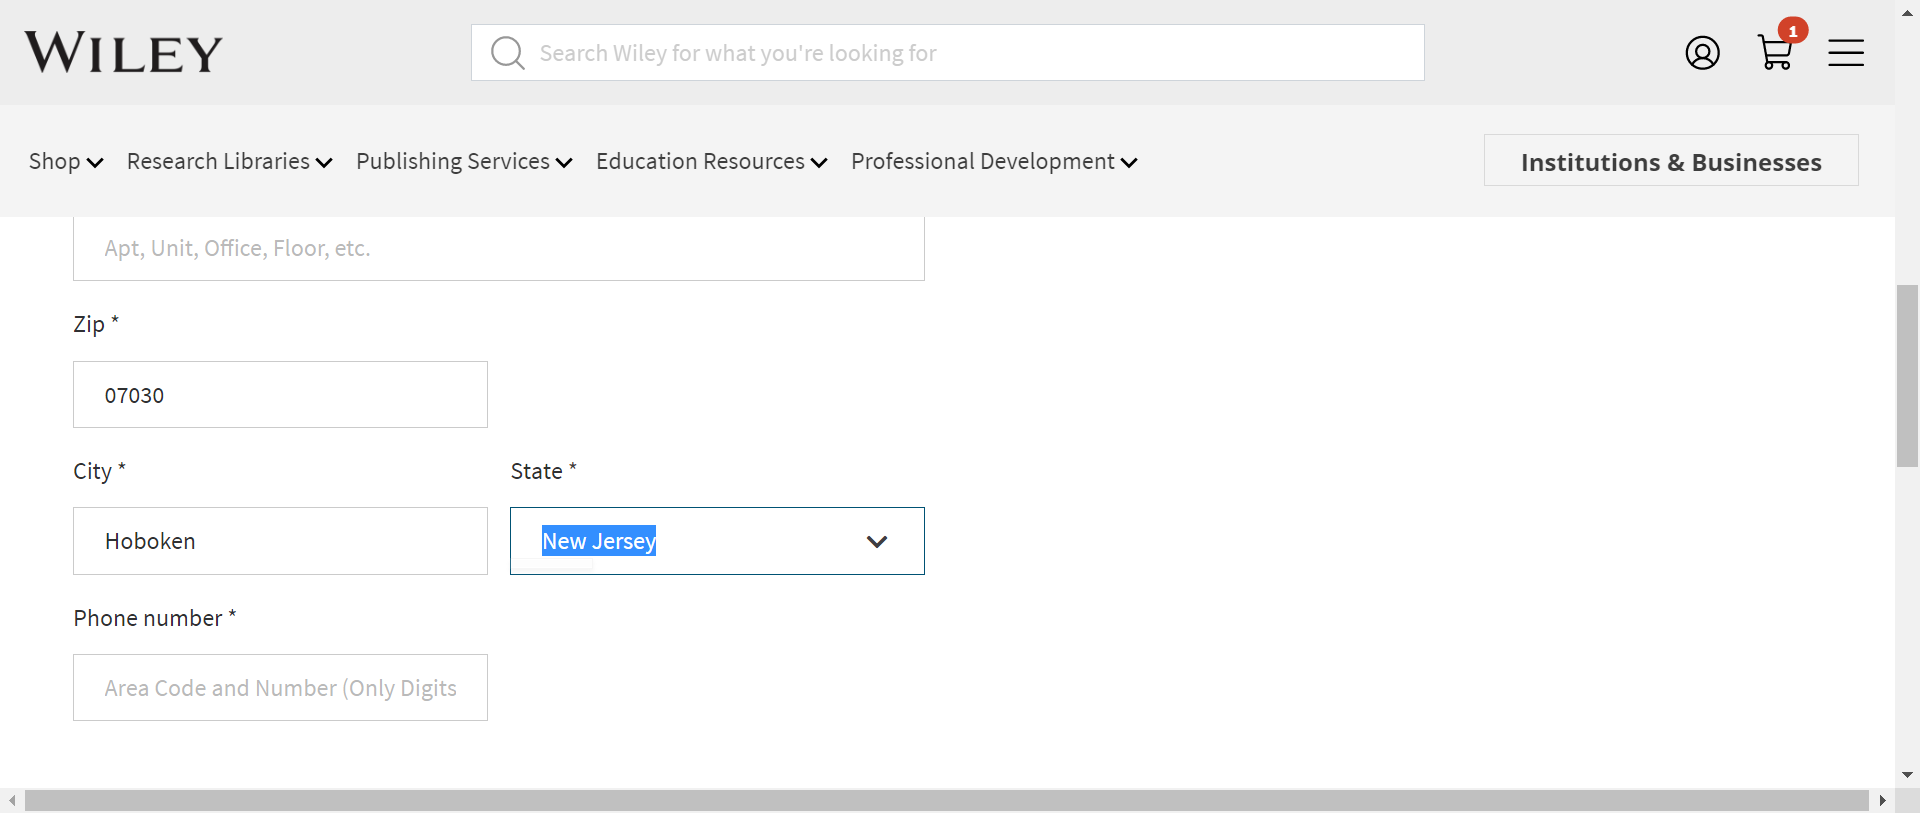 WILEY
Search Wiley for what you're looking for
1
Shop Research Libraries Publishing Services Education Resources Professional Development Institutions & Businesses
Apt, Unit, Office, Floor, etc.
Zip *
07030
City * State *
Hoboken New Jersey
Phone number *
Area Code and Number (Only Digits